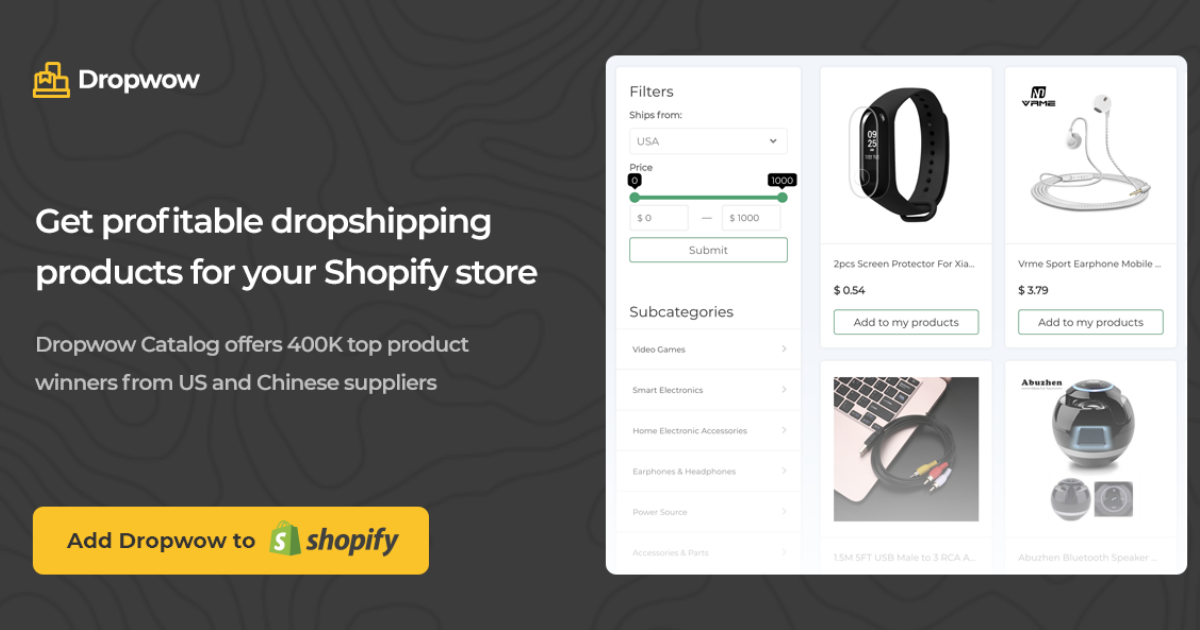 Dropwow
Get profitable dropshipping
products for your Shopify store
Dropwow Catalog offers 400K top product
winners from US and Chinese suppliers
Add Dropwow to shopify
Filters
Ships from:
USA
Price
0
1000
$ 0
—
$ 1000
Submit
Subcategories
Video Games
Smart Electronics
Home Electronic Accessories
Earphones & Headphones
Power Source
Accessories & Parts
09
25
2pcs Screen Protector For Xia...
$ 0.54
Add to my products
VRME
Vrme Sport Earphone Mobile ...
$ 3.79
Add to my products
1.5M 5FT USB Male to 3 RCA A...
Abuzhen
Abuzhen Bluetooth Speaker ...